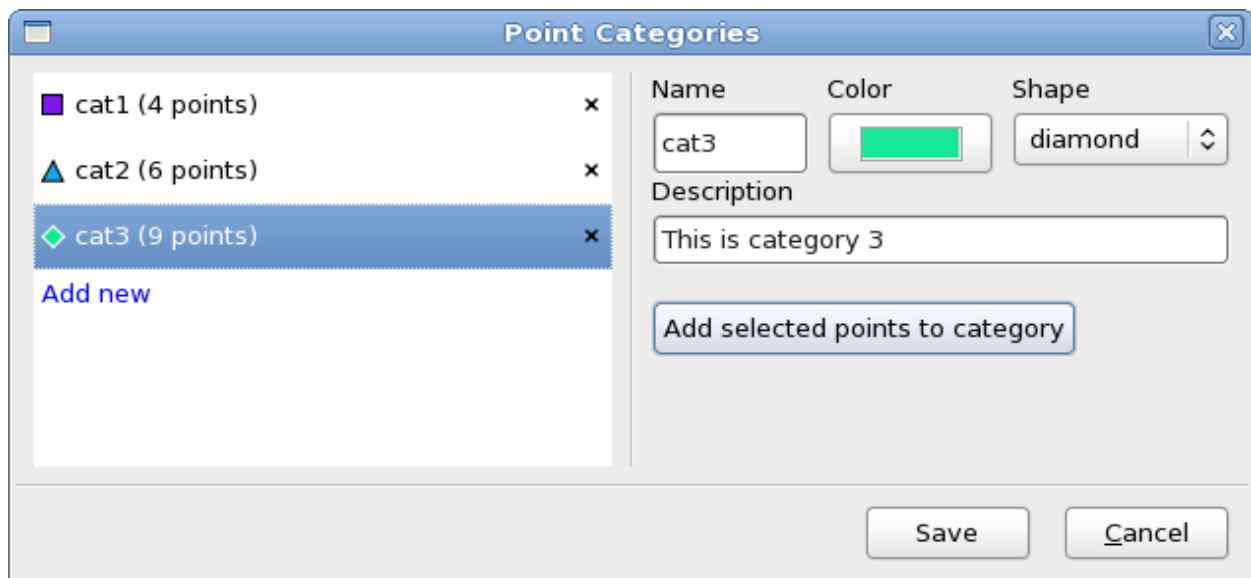 Point Categories
cat1 (4 points)
cat2 (6 points)
cat3 (9 points)
Add new
Name Color Shape
cat3 diamond
Description
This is category 3
Add selected points to category
Save Cancel